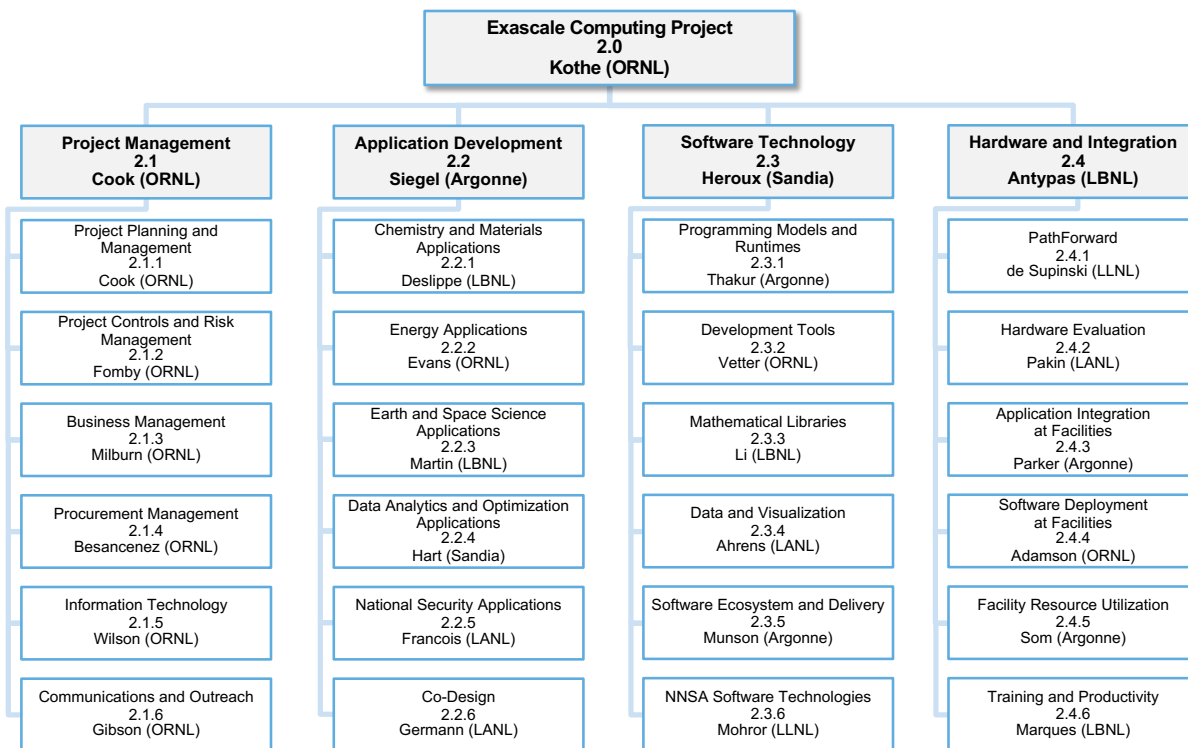 Exascale Computing Project
2.0
Kothe (ORNL)
Project Management
2.1
Cook (ORNL)
Project Planning and
Management
2.1.1
Cook (ORNL)
Project Controls and Risk
Management
2.1.2
Fomby (ORNL)
Business Management
2.1.3
Milburn (ORNL)
Procurement Management
2.1.4
Besancenez (ORNL)
Information Technology
2.1.5
Wilson (ORNL)
Communications and Outreach
2.1.6
Gibson (ORNL)
Application Development
2.2
Siegel (Argonne)
Chemistry and Materials
Applications
2.2.1
Deslippe (LBNL)
Energy Applications
2.2.2
Evans (ORNL)
Earth and Space Science
Applications
2.2.3
Martin (LBNL)
Data Analytics and Optimization
Applications
2.2.4
Hart (Sandia)
National Security Applications
2.2.5
Francois (LANL)
Co-Design
2.2.6
Germann (LANL)
Software Technology
2.3
Heroux (Sandia)
Programming Models and
Runtimes
2.3.1
Thakur (Argonne)
Development Tools
2.3.2
Vetter (ORNL)
Mathematical Libraries
2.3.3
Li (LBNL)
Data and Visualization
2.3.4
Ahrens (LANL)
Software Ecosystem and Delivery
2.3.5
Munson (Argonne)
NNSA Software Technologies
2.3.6
Mohror (LLNL)
Hardware and Integration
2.4
Antypas (LBNL)
PathForward
2.4.1
de Supinski (LLNL)
Hardware Evaluation
2.4.2
Pakin (LANL)
Application Integration
at Facilities
2.4.3
Parker (Argonne)
Software Deployment
at Facilities
2.4.4
Adamson (ORNL)
Facility Resource Utilization
2.4.5
Som (Argonne)
Training and Productivity
2.4.6
Marques (LBNL)